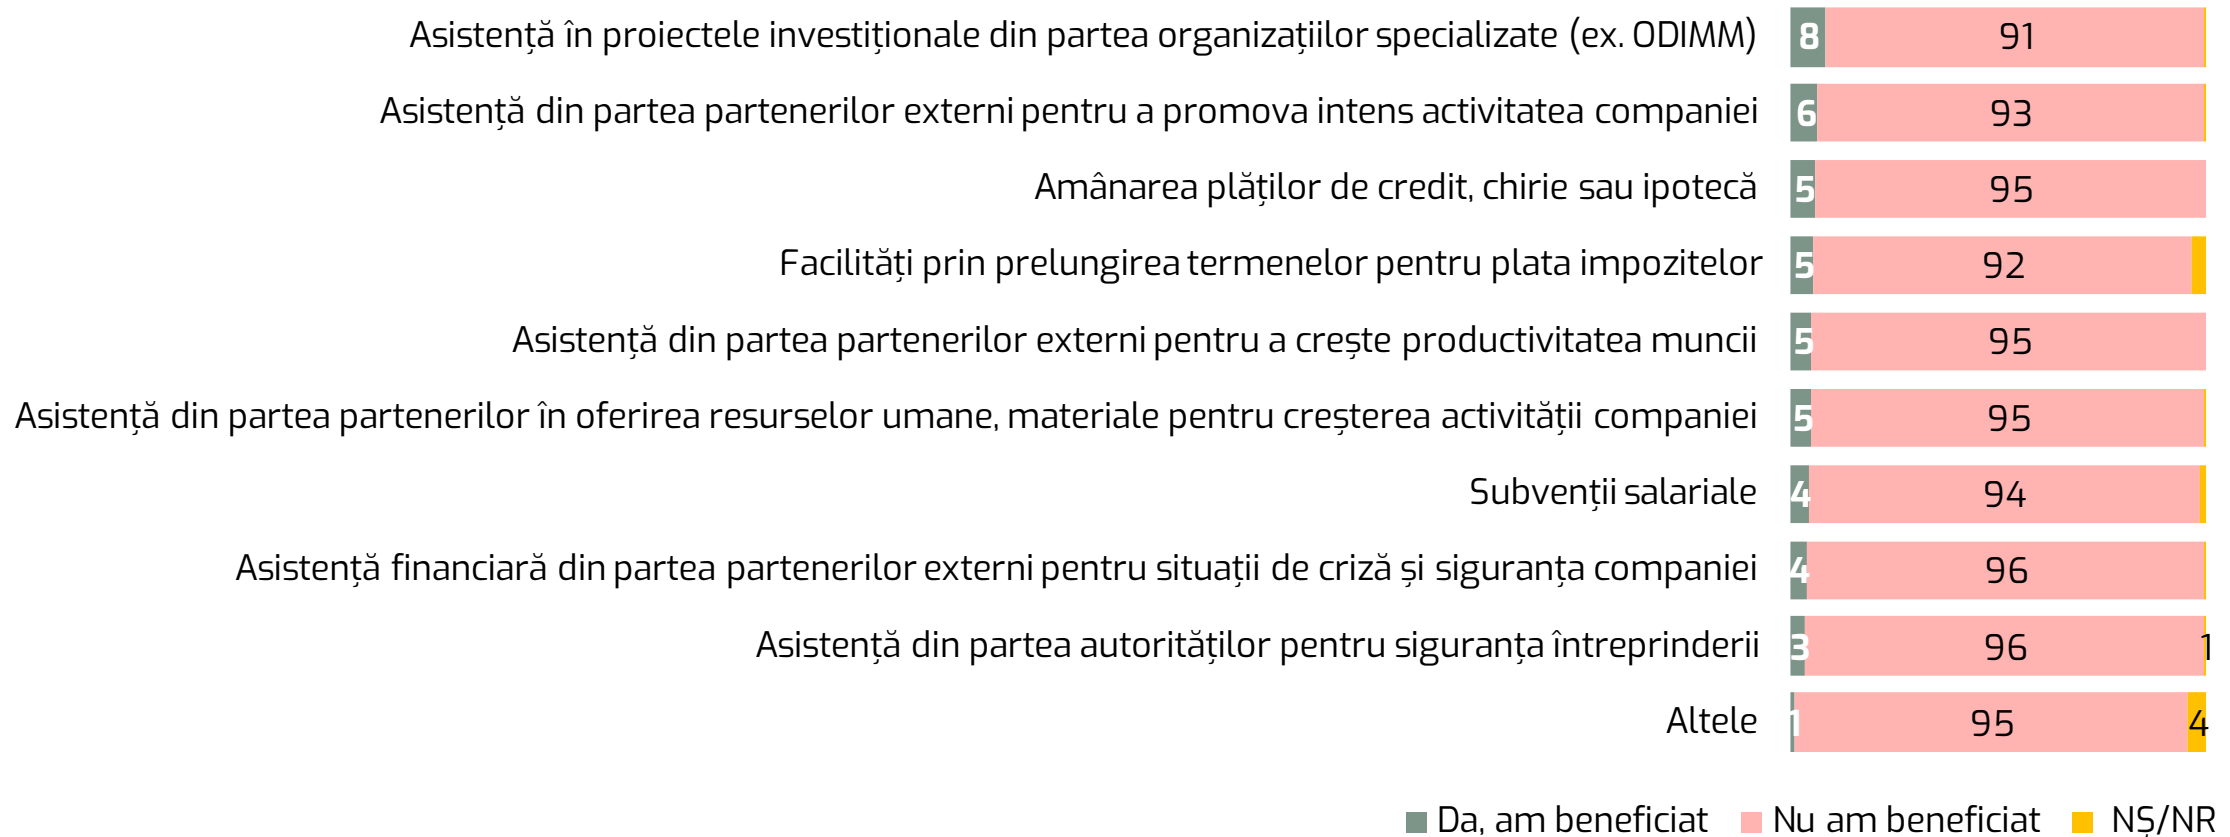 Asistență în proiectele investiționale din partea organizațiilor specializate (ex. ODIMM) 8 91
Asistență din partea partenerilor externi pentru a promova intens activitatea companiei 6 93
Amânarea plăților de credit, chirie sau ipotecă 5 95
Facilități prin prelungirea termenelor pentru plata impozitelor 5 92
Asistență din partea partenerilor externi pentru a crește productivitatea muncii 5 95
Asistență din partea partenerilor în oferirea resurselor umane, materiale pentru creșterea activității companiei 5 95
Subvenții salariale 4 94
Asistență financiară din partea partenerilor externi pentru situații de criză și siguranța companiei 4 96
Asistență din partea autorităților pentru siguranța întreprinderii 3 96 1
Altele 1 95 4
Da, am beneficiat Nu am beneficiat NȘ/NR